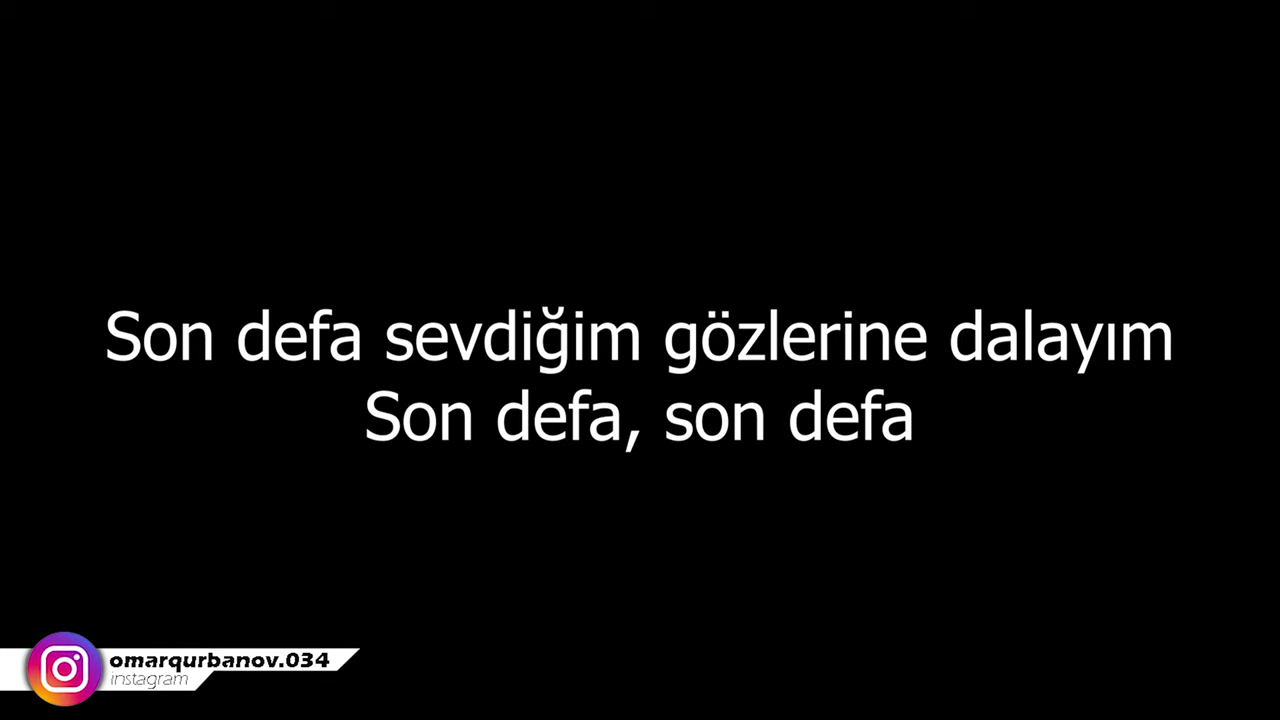 Son defa sevdiğim gözlerine dalayım
Son defa, son defa
omarqurbanov.034
instagram